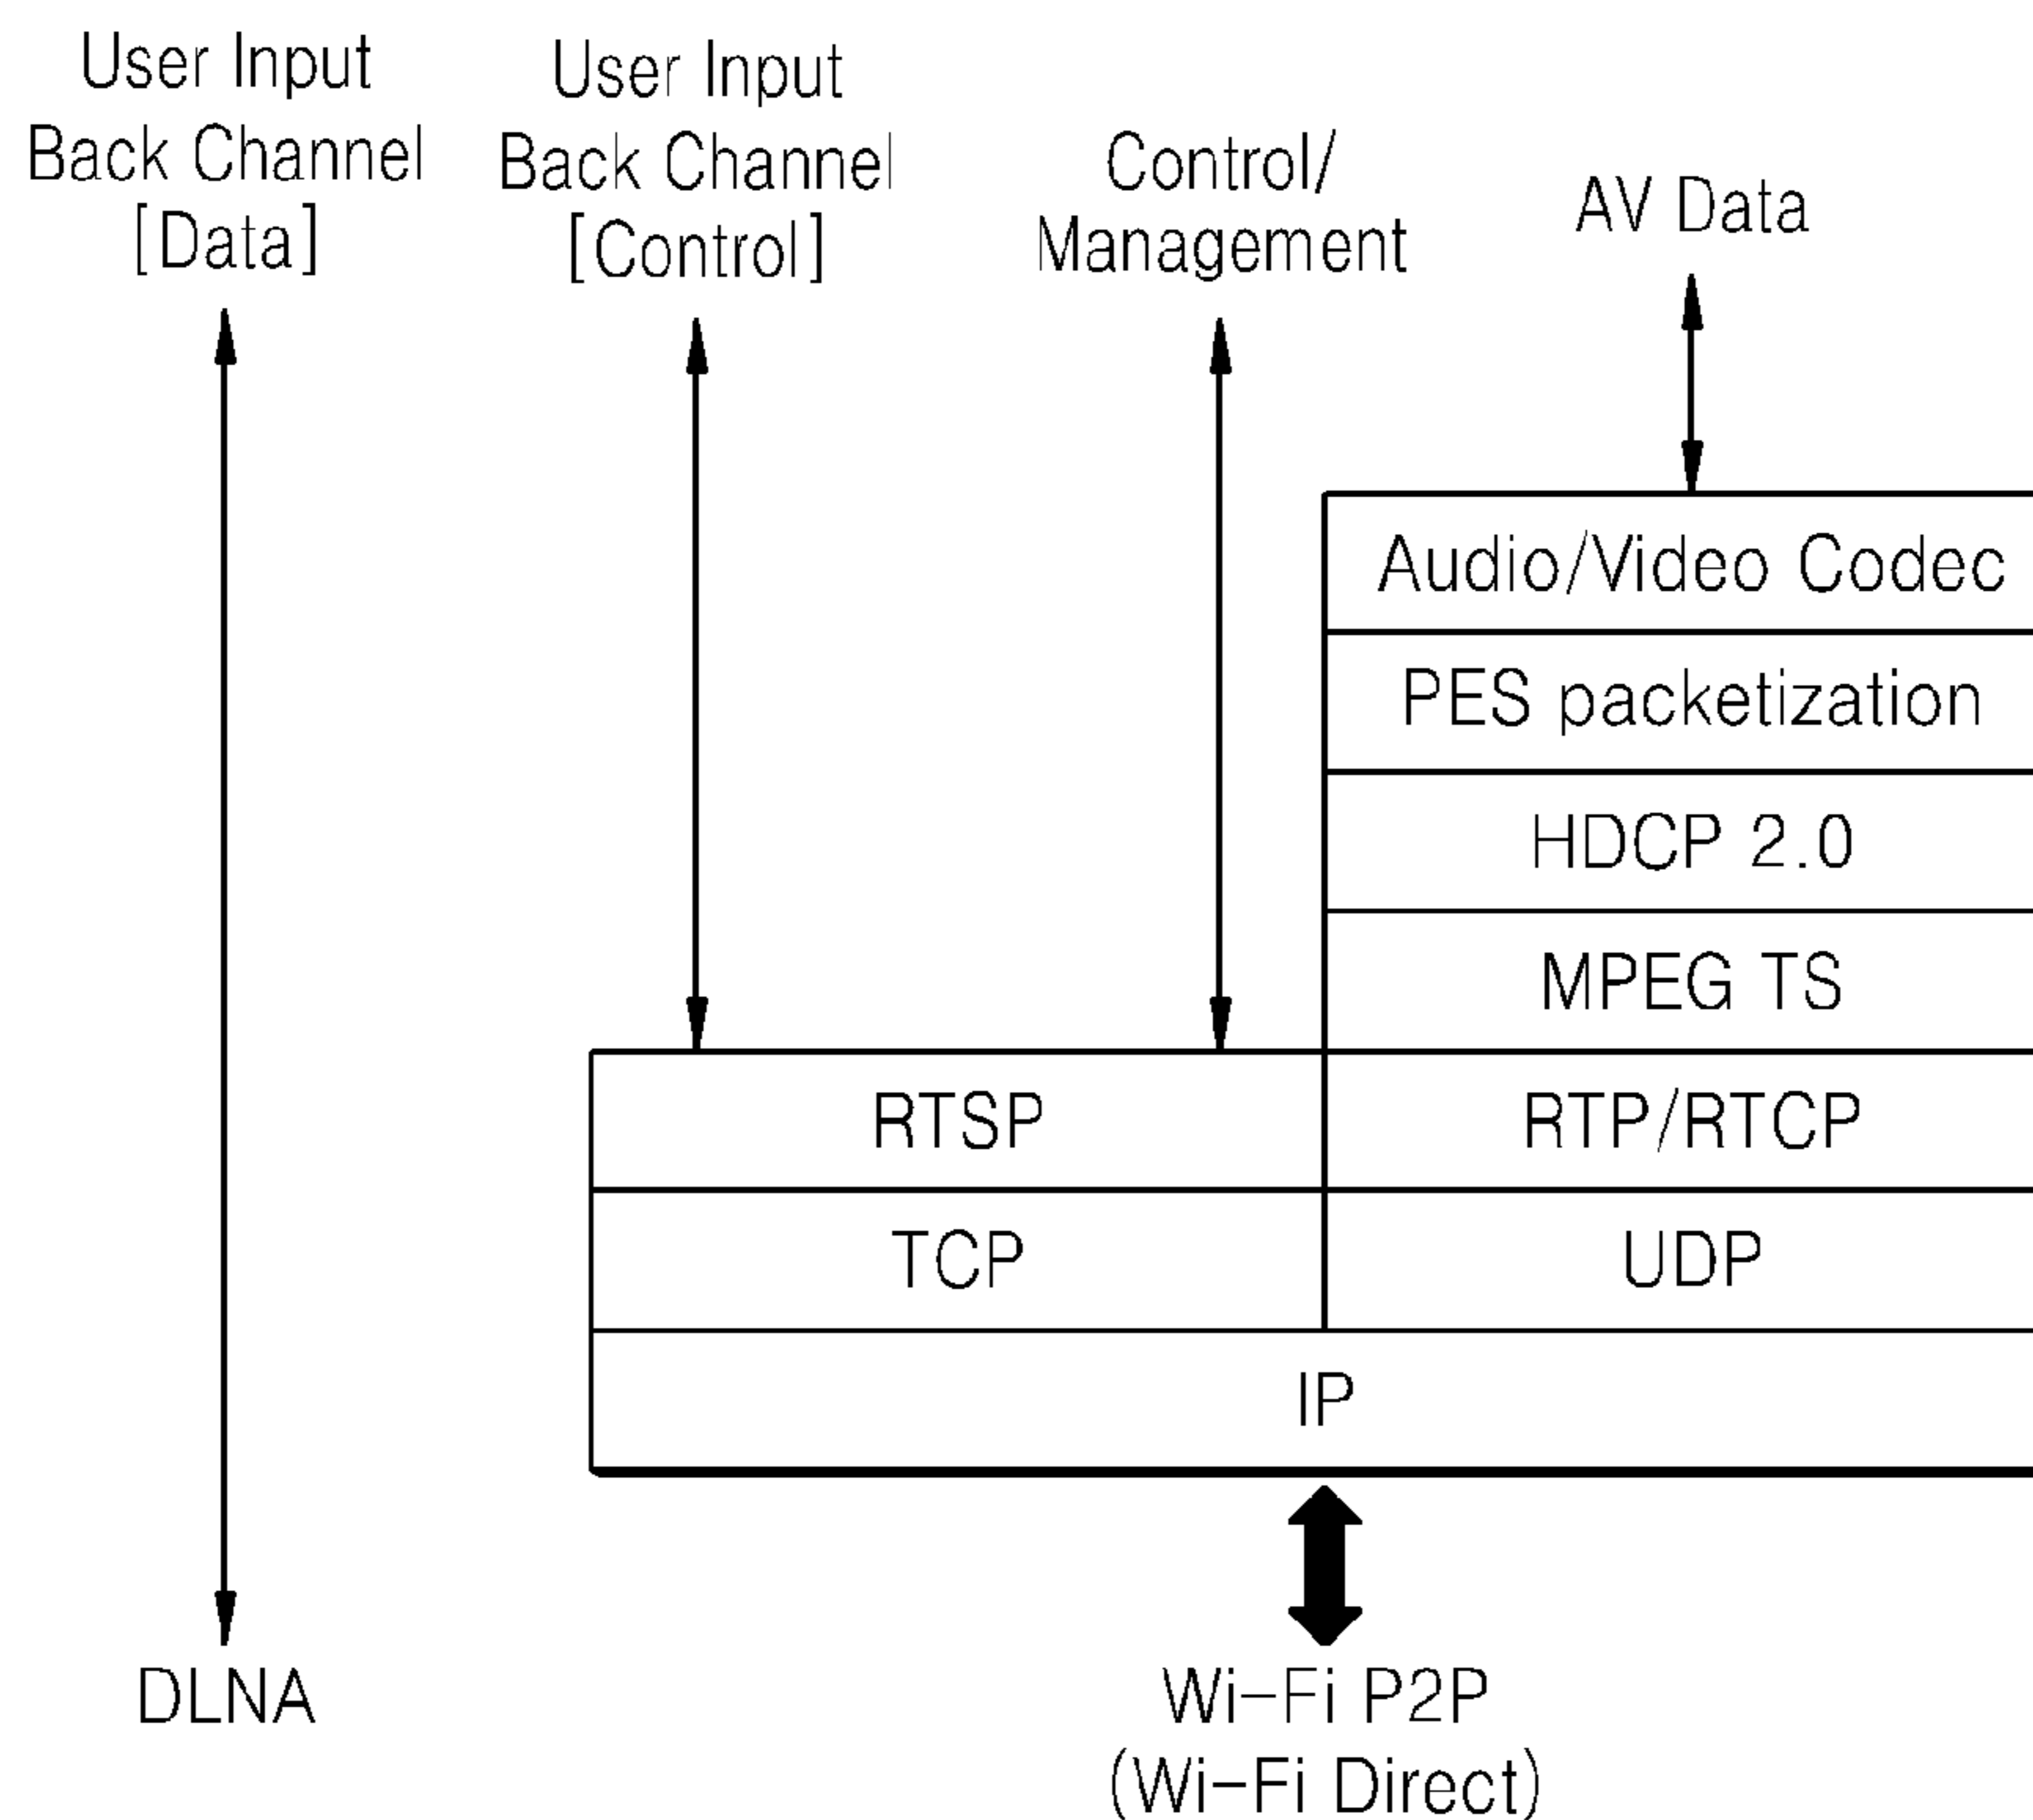 User Input
Back Channel
[Data]
User Input
Back Channel
[Control]
Control/
Management
AV Data
Audio/Video Codec
PES packetization
HDCP 2.0
MPEG TS
RTSP
RTP/RTCP
TCP
UDP
IP
DLNA
Wi-Fi P2P
(Wi-Fi Direct)